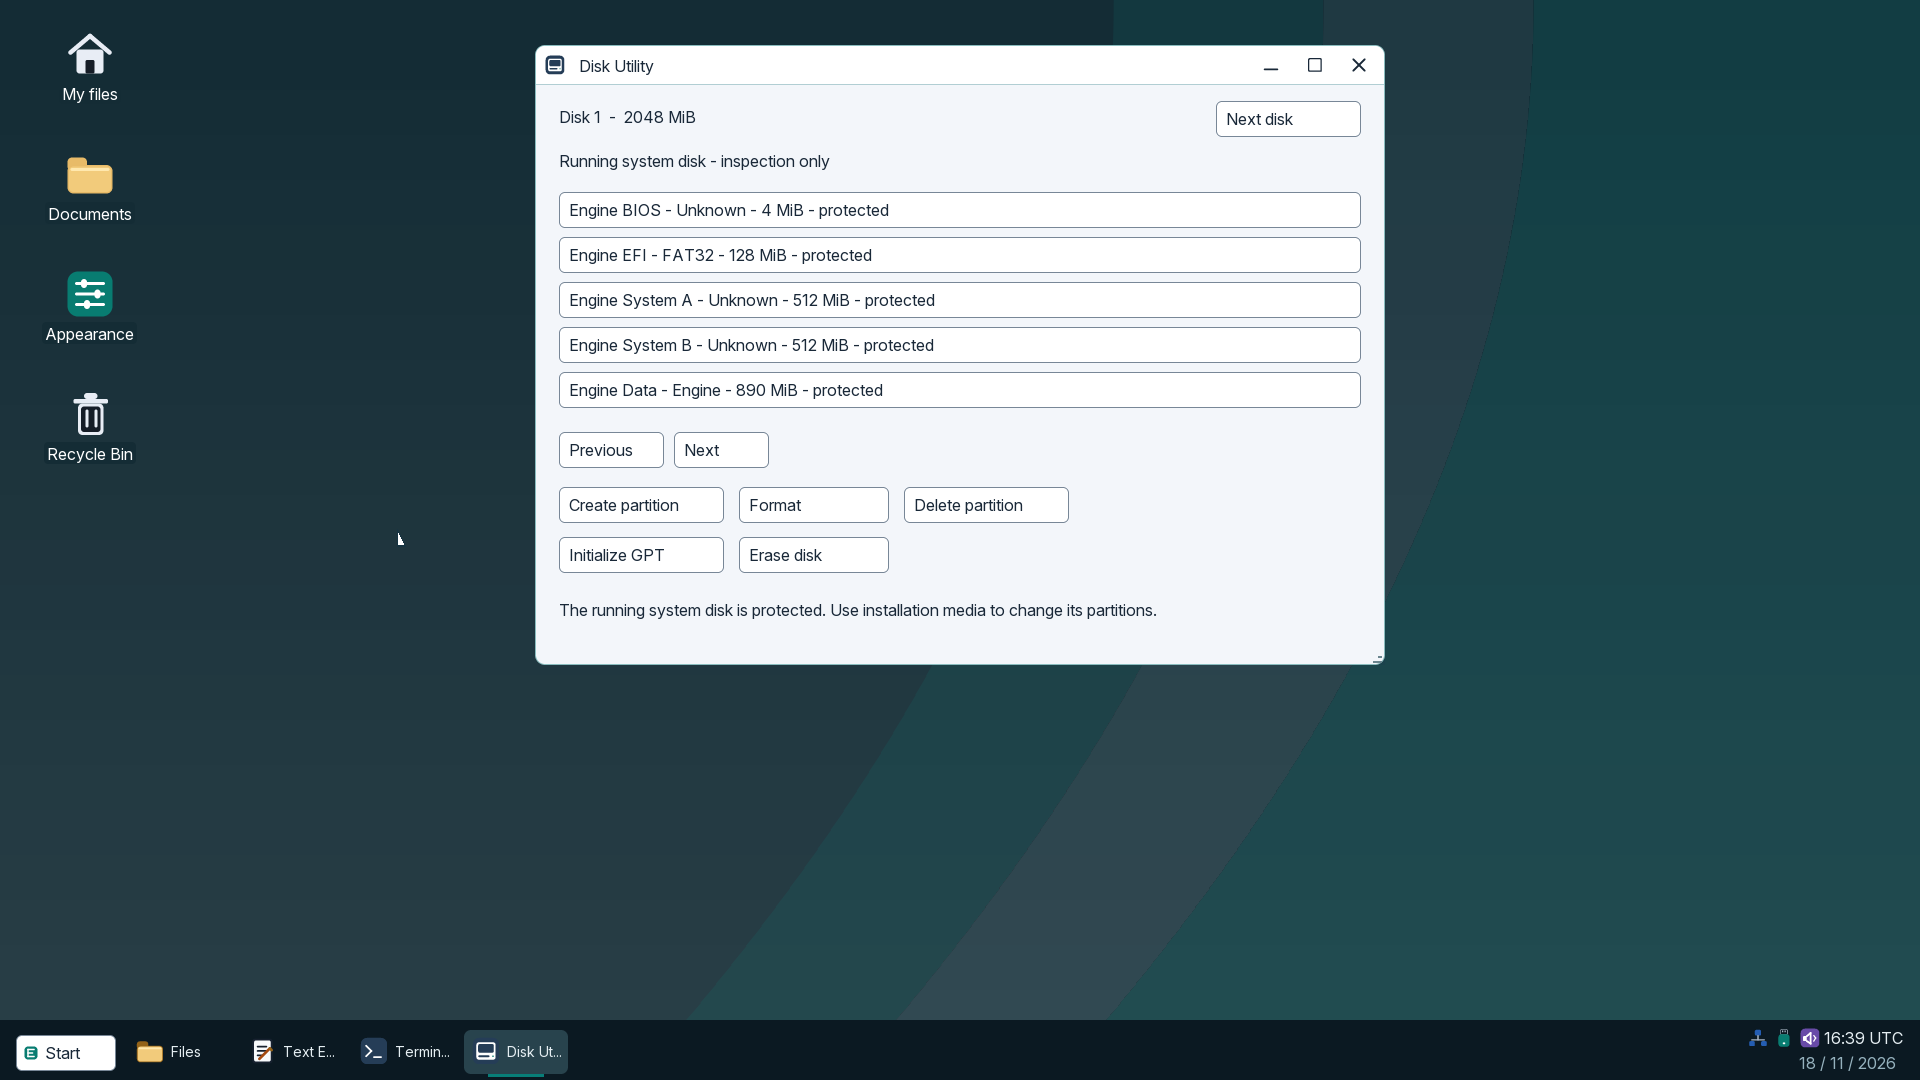 My files
Documents
Appearance
Recycle Bin
Disk Utility
Disk 1 - 2048 MiB
Next disk
Running system disk - inspection only
Engine BIOS - Unknown - 4 MiB - protected
Engine EFI - FAT32 - 128 MiB - protected
Engine System A - Unknown - 512 MiB - protected
Engine System B - Unknown - 512 MiB - protected
Engine Data - Engine - 890 MiB - protected
Previous
Next
Create partition
Format
Delete partition
Initialize GPT
Erase disk
The running system disk is protected. Use installation media to change its partitions.
Start
Files
Text E...
Termin...
Disk Ut...
16:39 UTC
18 / 11 / 2026